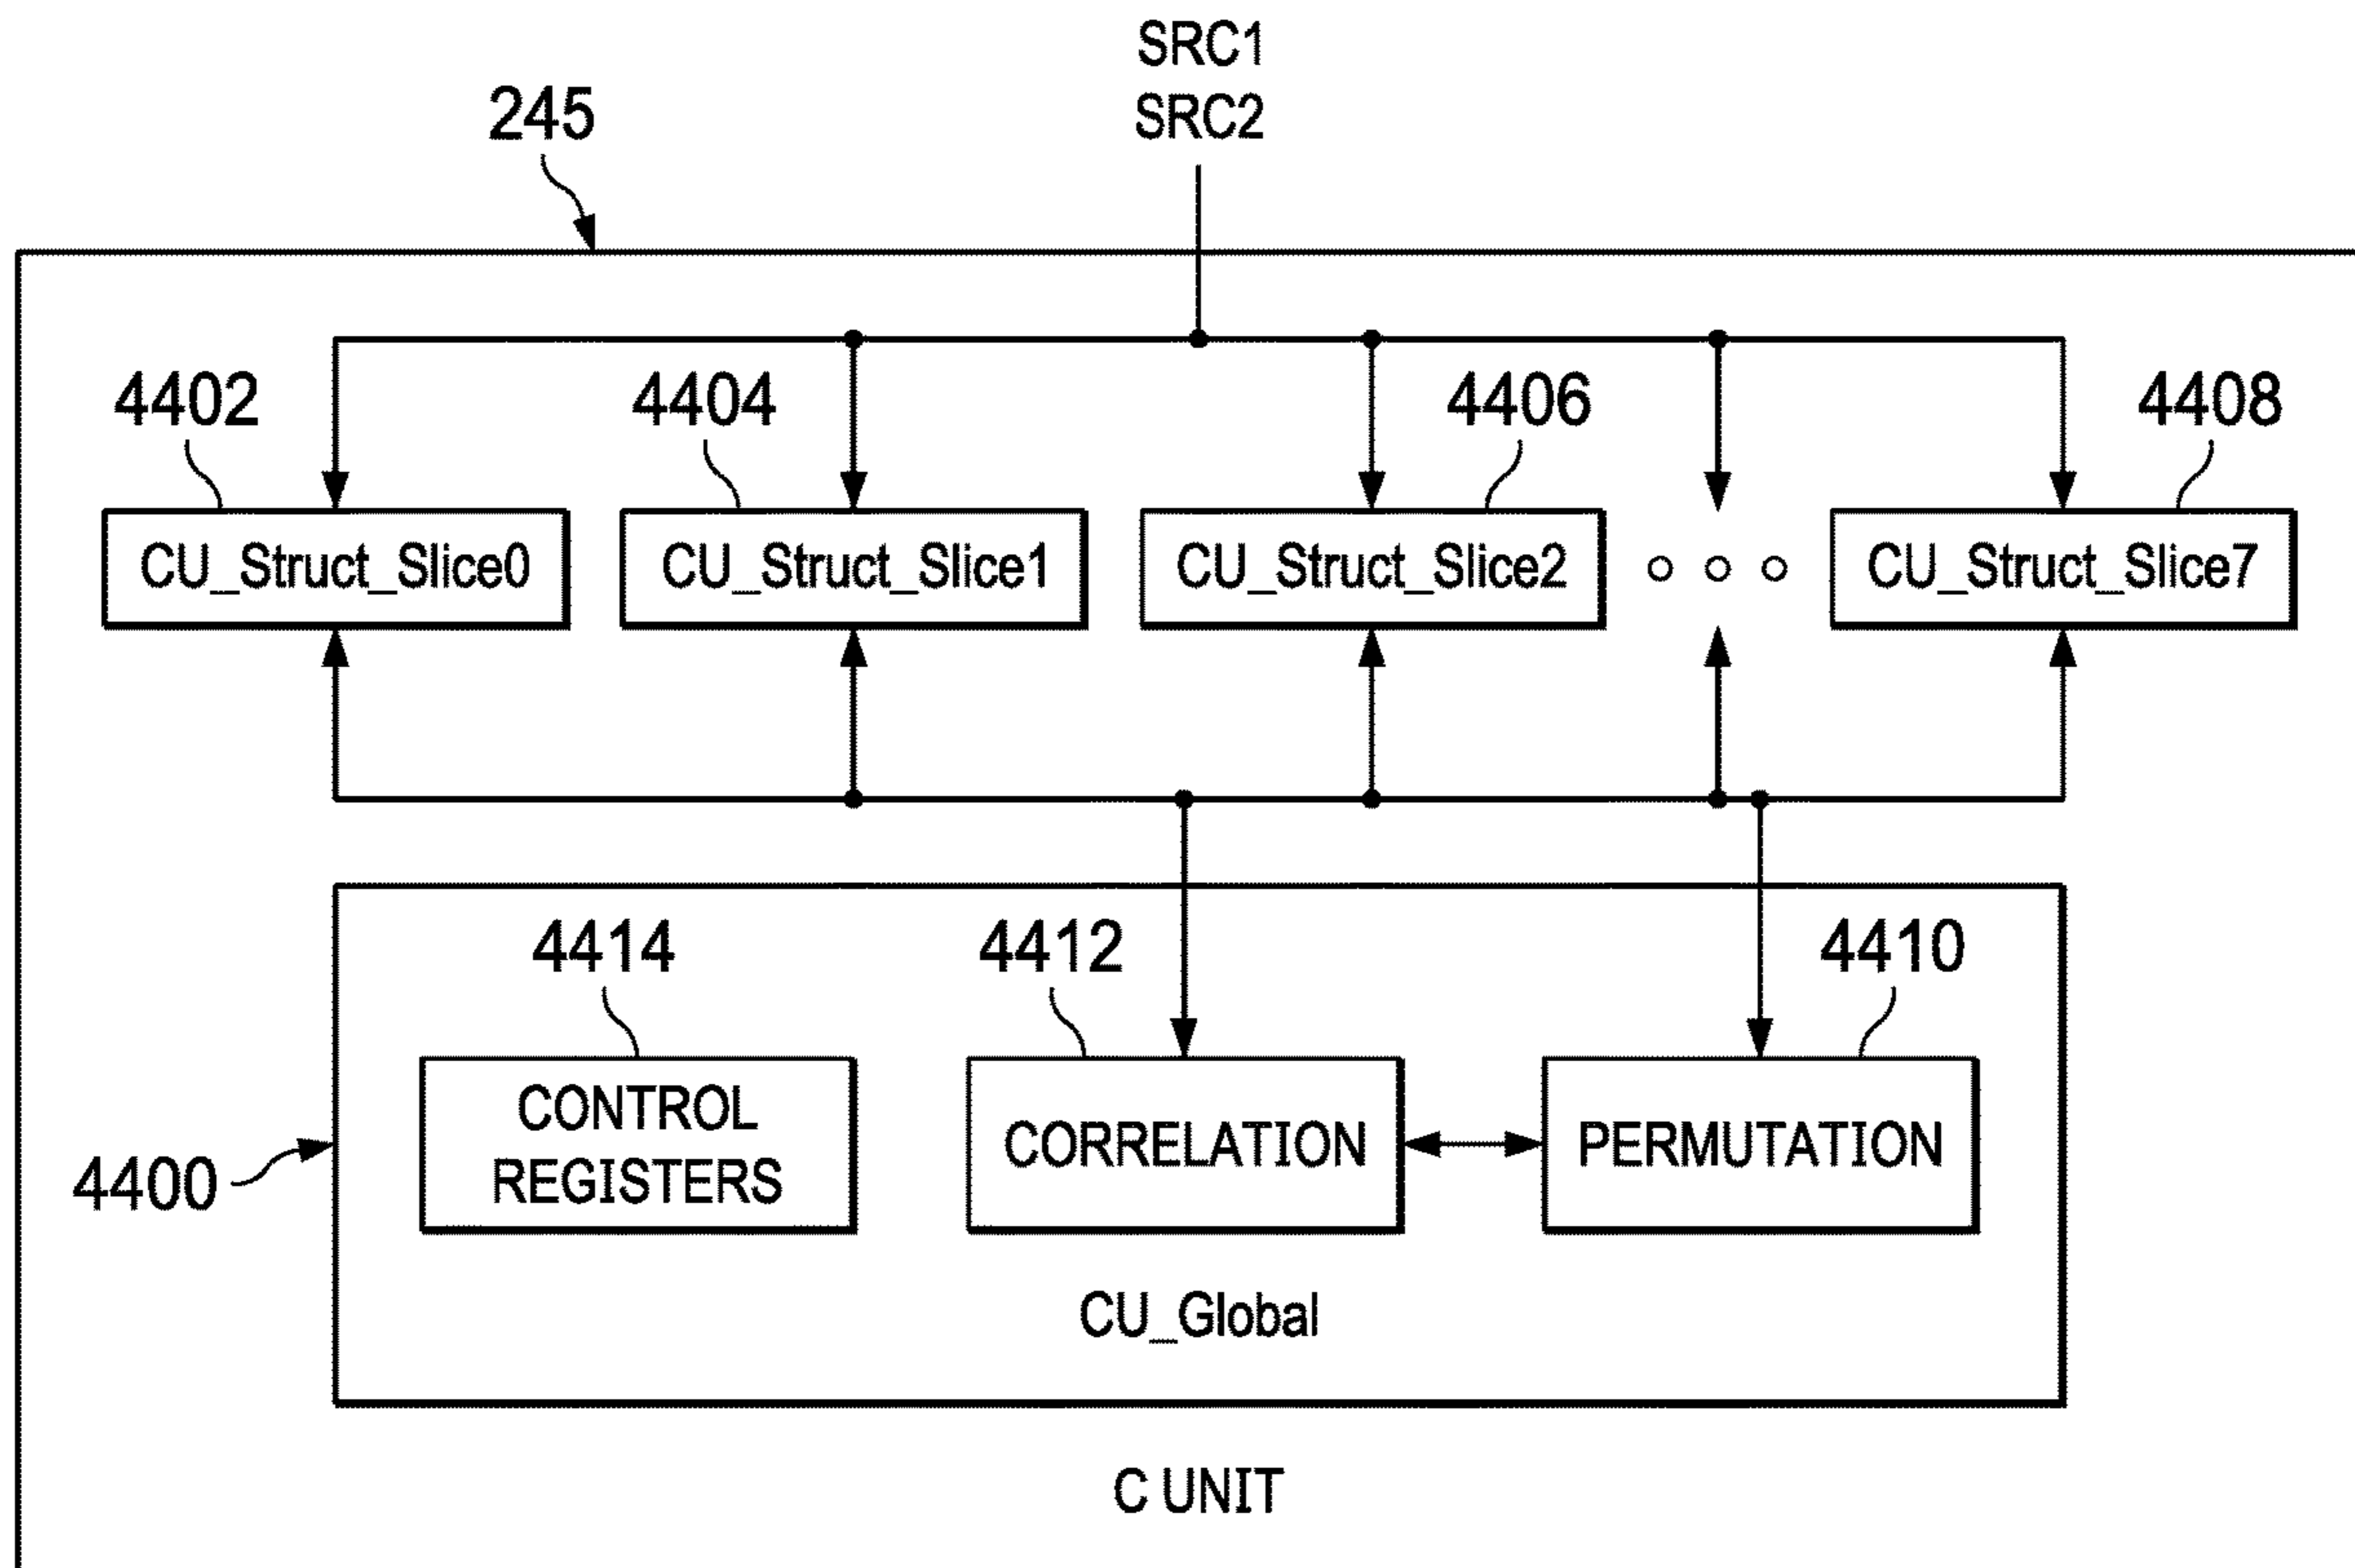 SRC1
SRC2
245
4402
4404
4406
4408
CU_Struct_Slice0
CU_Struct_Slice1
CU_Struct_Slice2
CU_Struct_Slice7
4414
4412
4410
CONTROL
REGISTERS
CORRELATION
PERMUTATION
4400
CU_Global
C UNIT